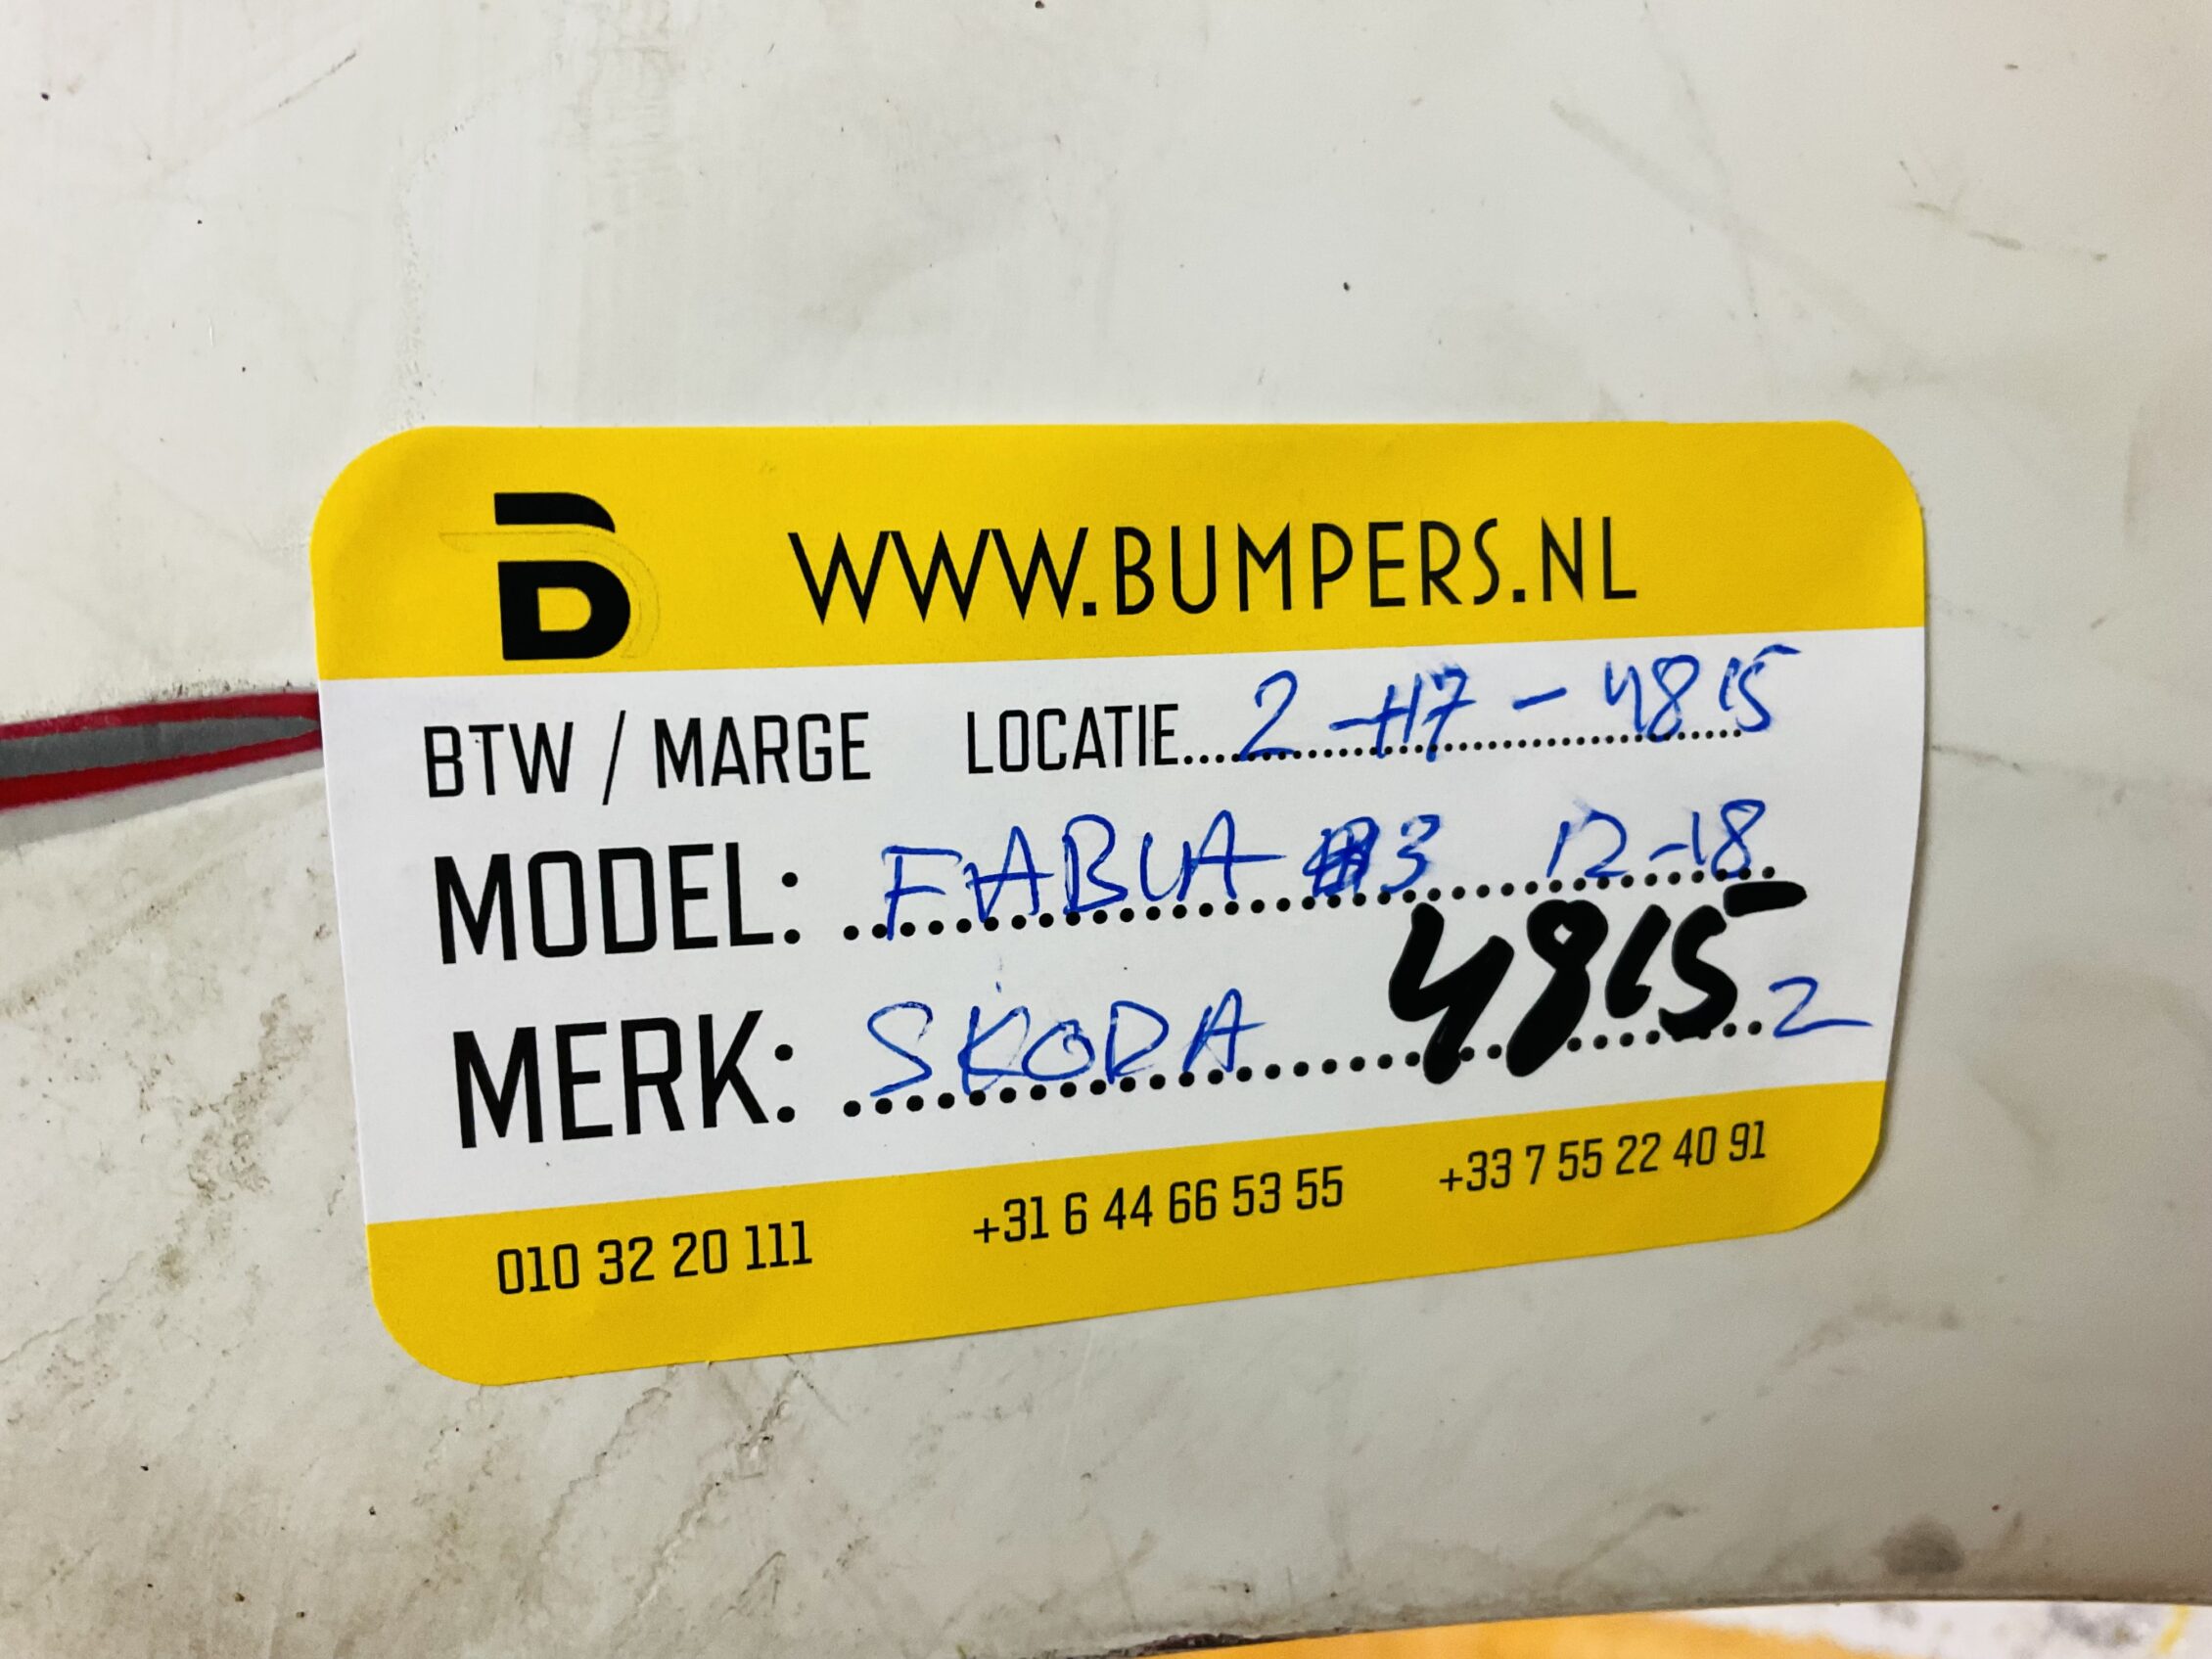 WWW.BUMPERS.NL
BTW / MARGE LOCATIE 2-H7-4815
MODEL: FABIA 3 12-18
MERK: SKODA 4815 2
010 32 20 111 +31 6 44 66 53 55 +33 7 55 22 40 91